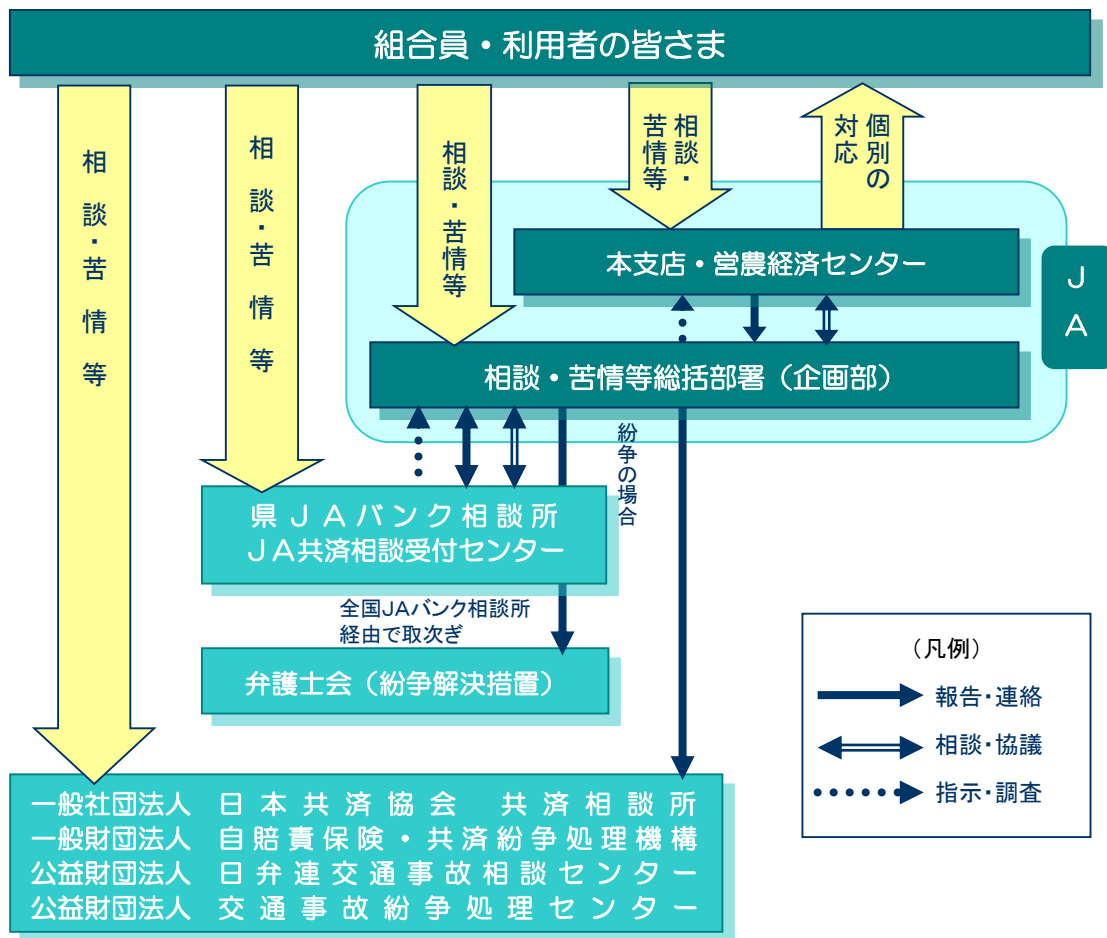 組合員・利用者の皆さま
相談・苦情等
相談・苦情等
相談・苦情等
相談・
苦情等
個別の
対応
本支店・営農経済センター
JA
相談・苦情等総括部署(企画部)
紛争の場合
県JAバンク相談所
JA共済相談受付センター
全国JAバンク相談所
経由で取次ぎ
弁護士会(紛争解決措置)
(凡例)
報告・連絡
相談・協議
指示・調査
一般社団法人 日本共済協会 共済相談所
一般財団法人 自賠責保険・共済紛争処理機構
公益財団法人 日弁連交通事故相談センター
公益財団法人 交通事故紛争処理センター